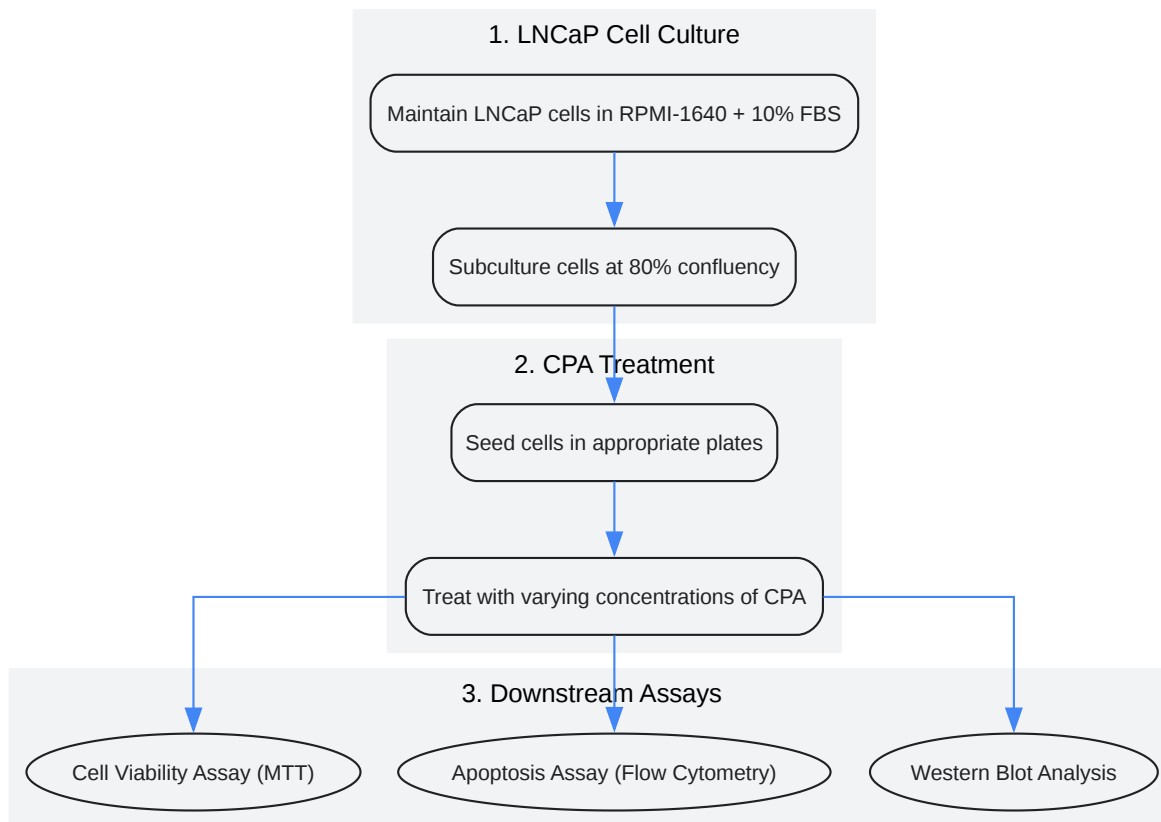 1. LNCaP Cell Culture
Maintain LNCaP cells in RPMI-1640 + 10% FBS
Subculture cells at 80% confluency
2. CPA Treatment
Seed cells in appropriate plates
Treat with varying concentrations of CPA
3. Downstream Assays
Cell Viability Assay (MTT)
Apoptosis Assay (Flow Cytometry)
Western Blot Analysis